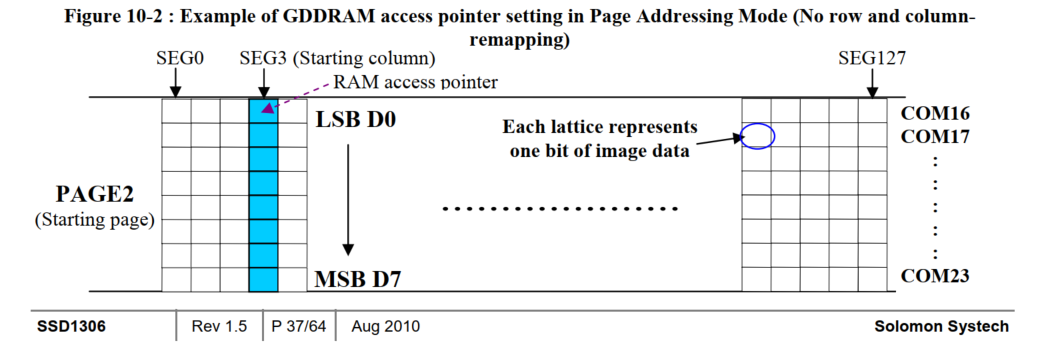 Figure 10-2 : Example of GDDRAM access pointer setting in Page Addressing Mode (No row and column-
remapping)
SEG0 SEG3 (Starting column) SEG127
RAM access pointer
LSB D0 COM16
Each lattice represents COM17
one bit of image data
PAGE2
(Starting page)
MSB D7 COM23
SSD1306 Rev 1.5 P 37/64 Aug 2010 Solomon Systech